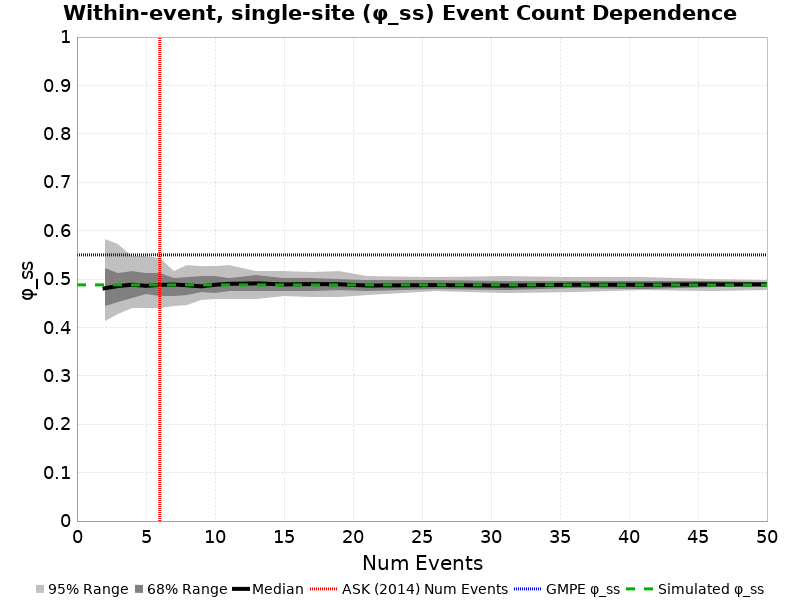 Within-event, single-site (φ_ss) Event Count Dependence
1
0.9
0.8
0.7
0.6
0.5
0.4
0.3
0.2
0.1
0
φ_ss
0 5 10 15 20 25 30 35 40 45 50
Num Events
95% Range 68% Range Median ASK (2014) Num Events GMPE φ_ss Simulated φ_ss